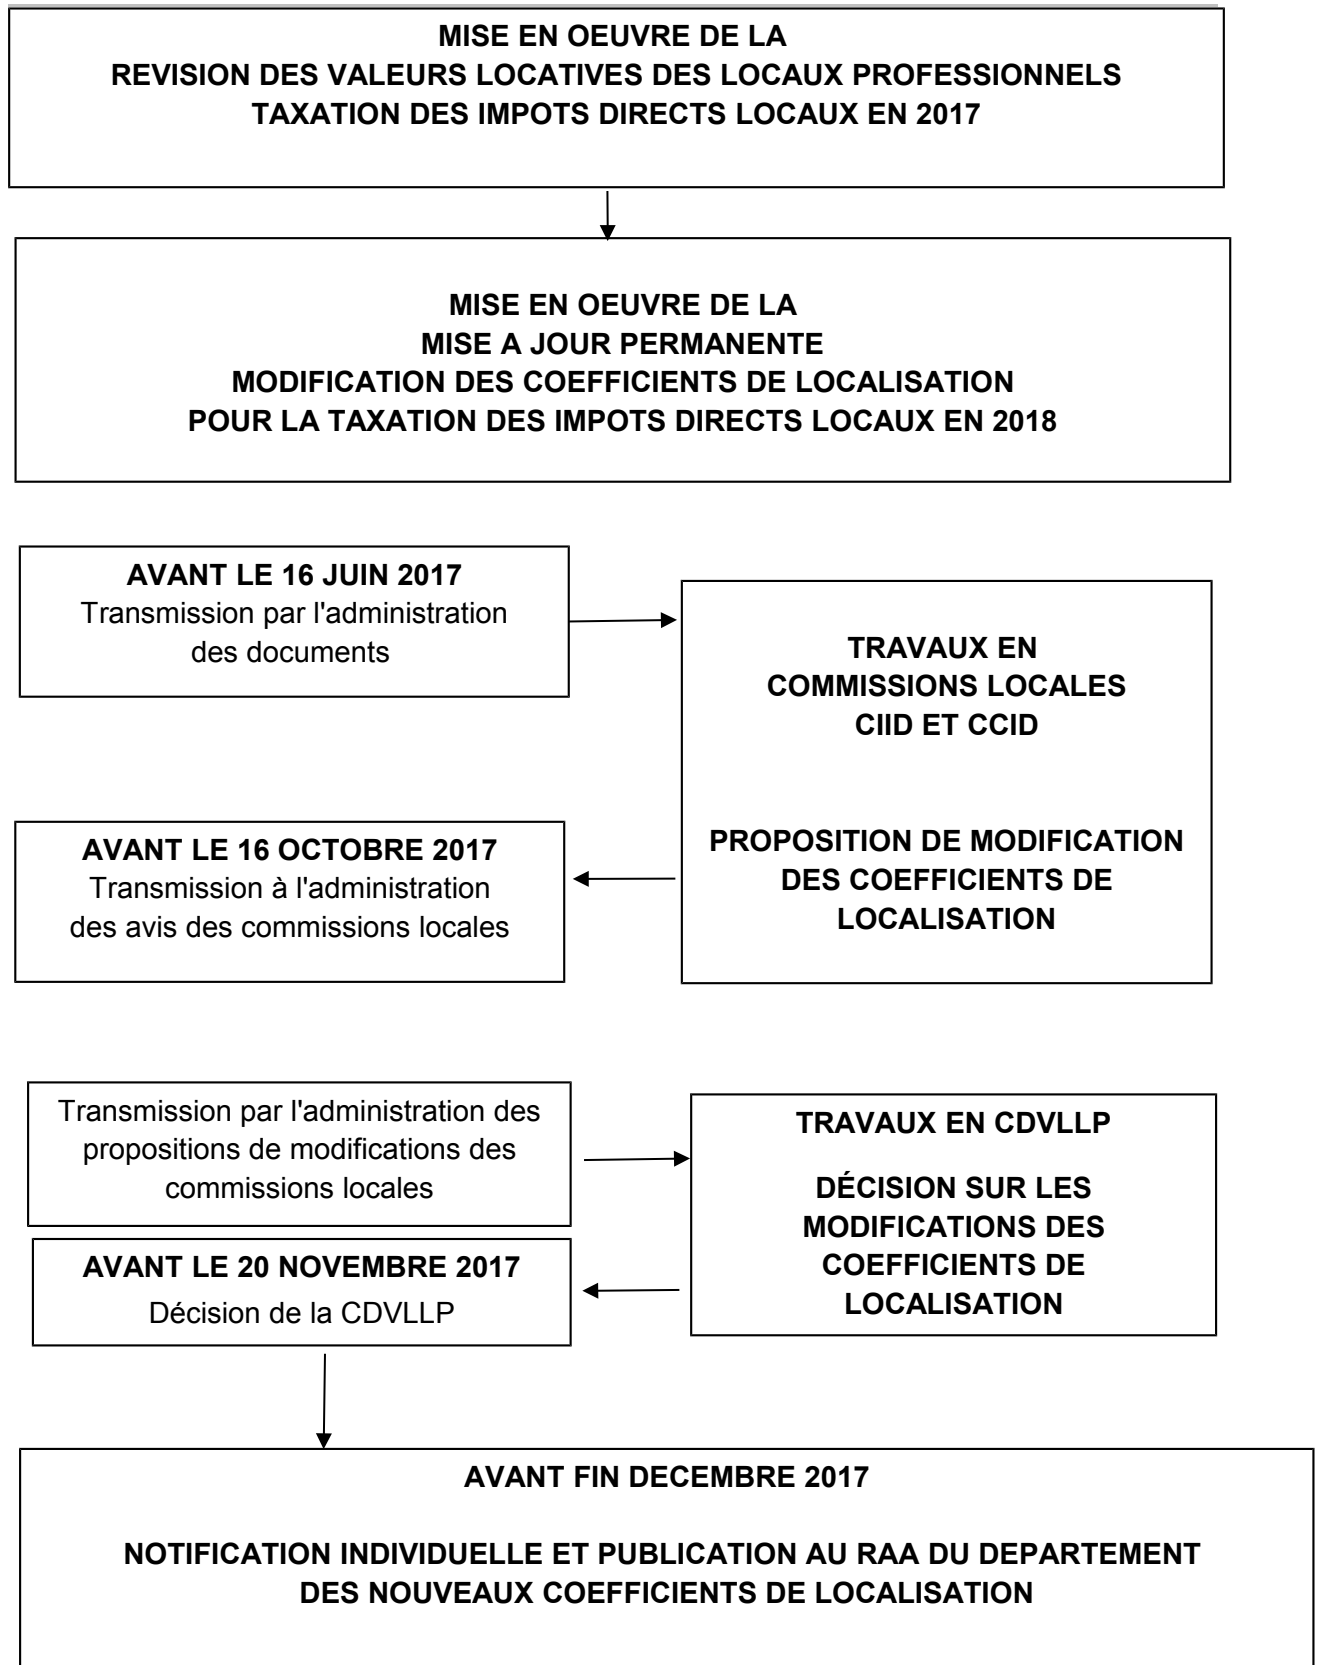 MISE EN OEUVRE DE LA
REVISION DES VALEURS LOCATIVES DES LOCAUX PROFESSIONNELS
TAXATION DES IMPOTS DIRECTS LOCAUX EN 2017
MISE EN OEUVRE DE LA
MISE A JOUR PERMANENTE
MODIFICATION DES COEFFICIENTS DE LOCALISATION
POUR LA TAXATION DES IMPOTS DIRECTS LOCAUX EN 2018
AVANT LE 16 JUIN 2017
Transmission par l'administration
des documents
TRAVAUX EN
COMMISSIONS LOCALES
CIID ET CCID
PROPOSITION DE MODIFICATION
DES COEFFICIENTS DE
LOCALISATION
AVANT LE 16 OCTOBRE 2017
Transmission à l'administration
des avis des commissions locales
Transmission par l'administration des
propositions de modifications des
commissions locales
TRAVAUX EN CDVLLP
DÉCISION SUR LES
MODIFICATIONS DES
COEFFICIENTS DE
LOCALISATION
AVANT LE 20 NOVEMBRE 2017
Décision de la CDVLLP
AVANT FIN DECEMBRE 2017
NOTIFICATION INDIVIDUELLE ET PUBLICATION AU RAA DU DEPARTEMENT
DES NOUVEAUX COEFFICIENTS DE LOCALISATION